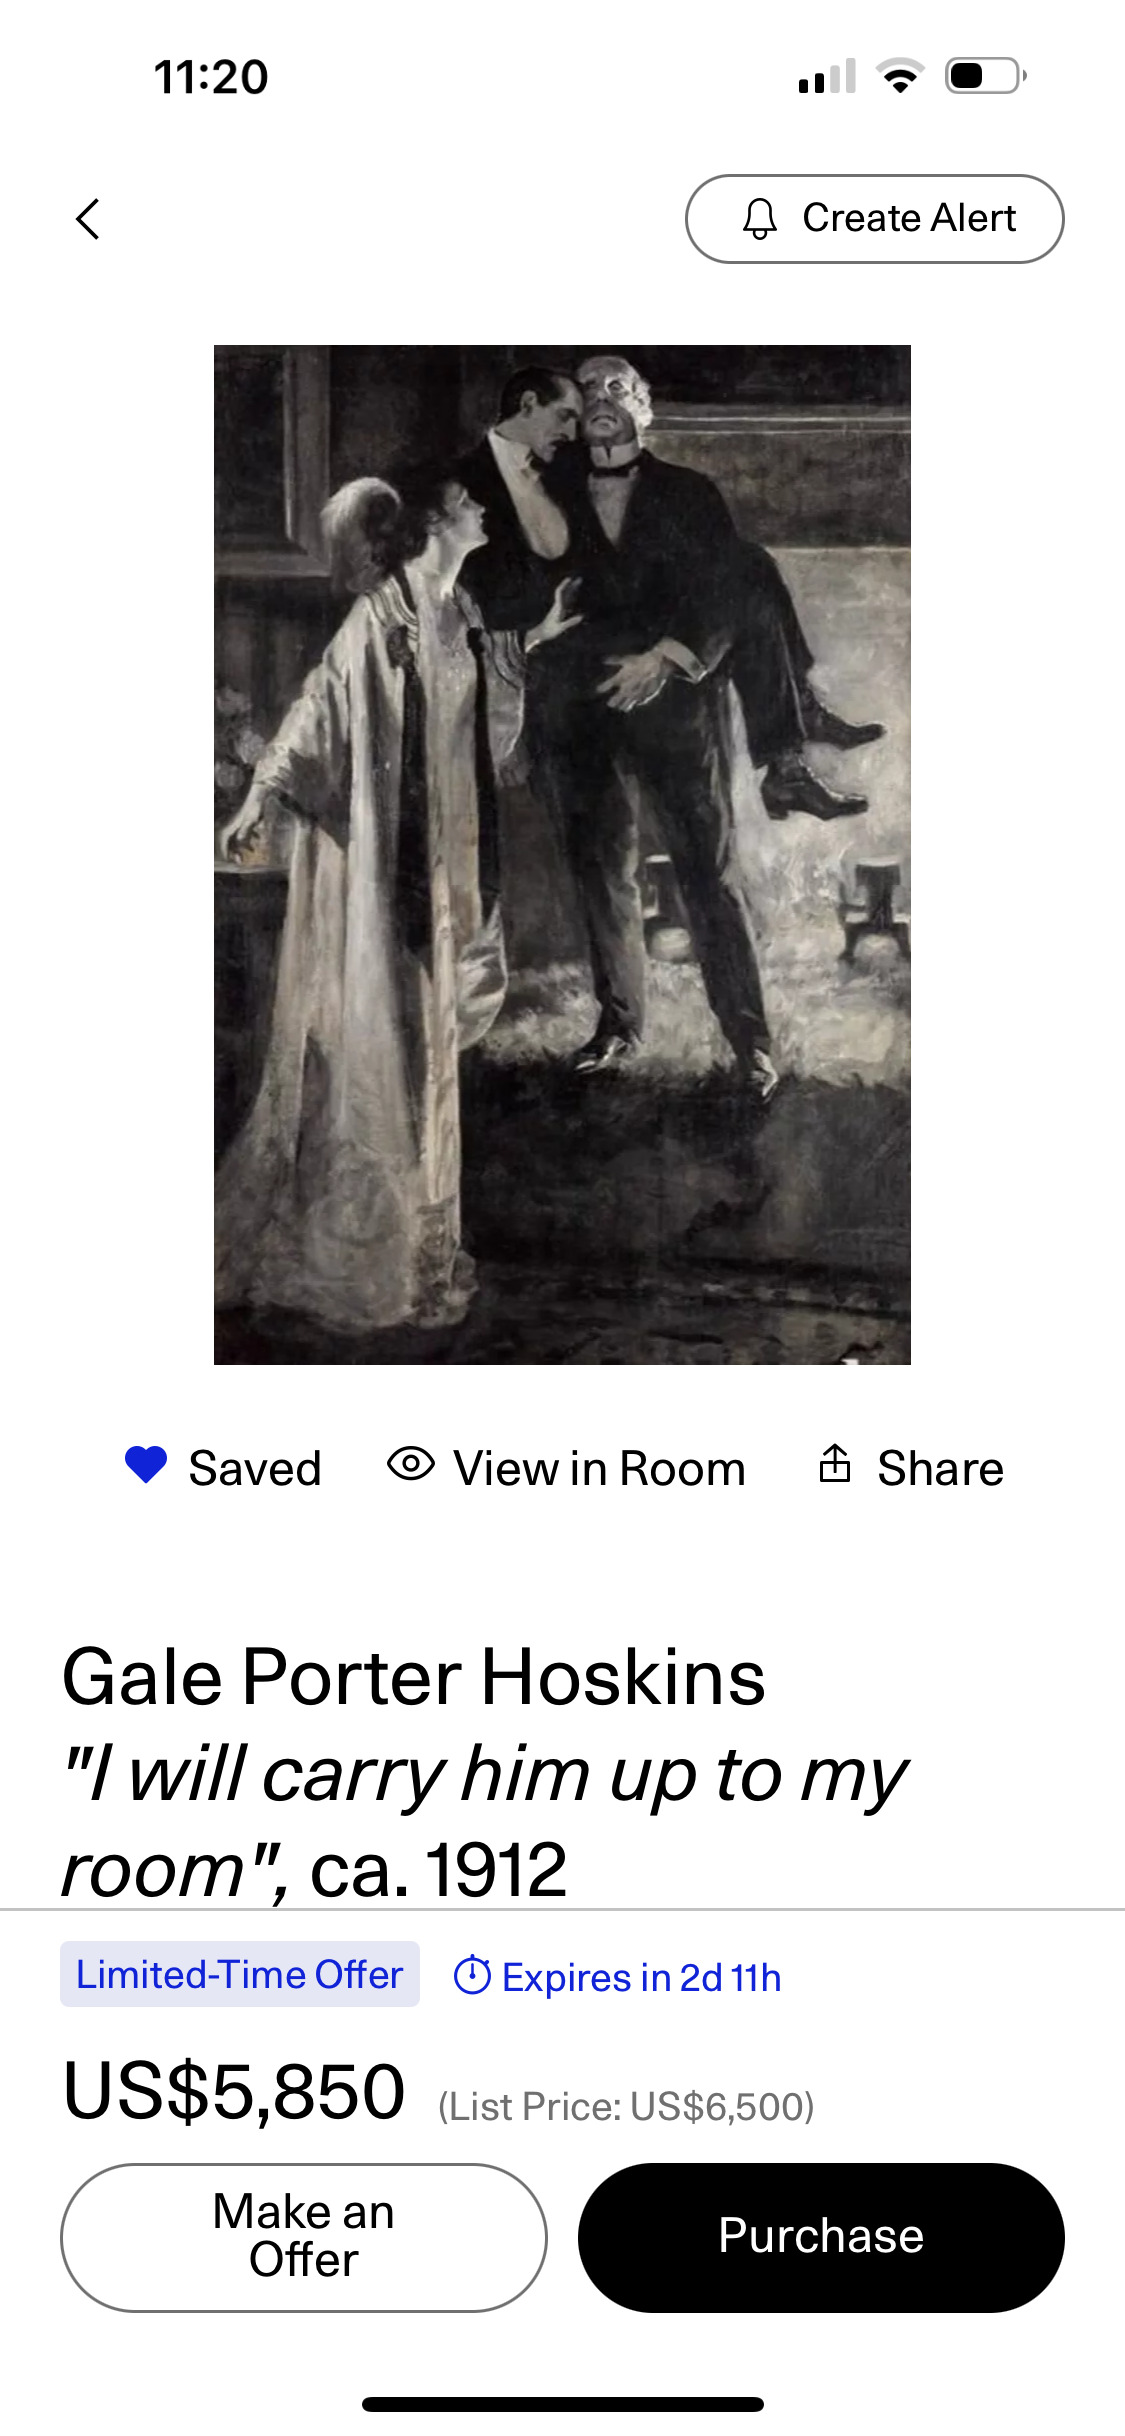 11:20
Create Alert
Saved
View in Room
Share
Gale Porter Hoskins
"I will carry him up to my
room", ca. 1912
Limited-Time Offer
Expires in 2d 11h
US$5,850 (List Price: US$6,500)
Make an
Offer
Purchase